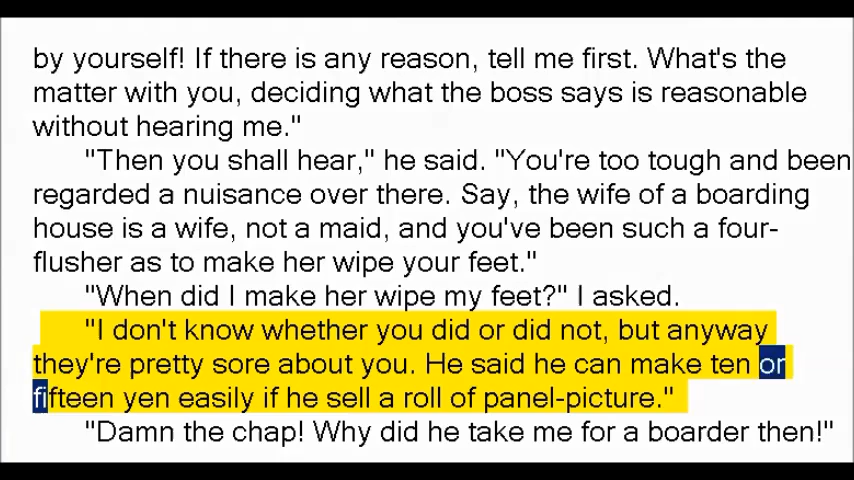 by yourself! If there is any reason, tell me first. What's the
matter with you, deciding what the boss says is reasonable
without hearing me."
"Then you shall hear," he said. "You're too tough and been
regarded a nuisance over there. Say, the wife of a boarding
house is a wife, not a maid, and you've been such a four-
flusher as to make her wipe your feet."
"When did I make her wipe my feet?" I asked.
"I don't know whether you did or did not, but anyway
they're pretty sore about you. He said he can make ten or
fifteen yen easily if he sell a roll of panel-picture."
"Damn the chap! Why did he take me for a boarder then!"